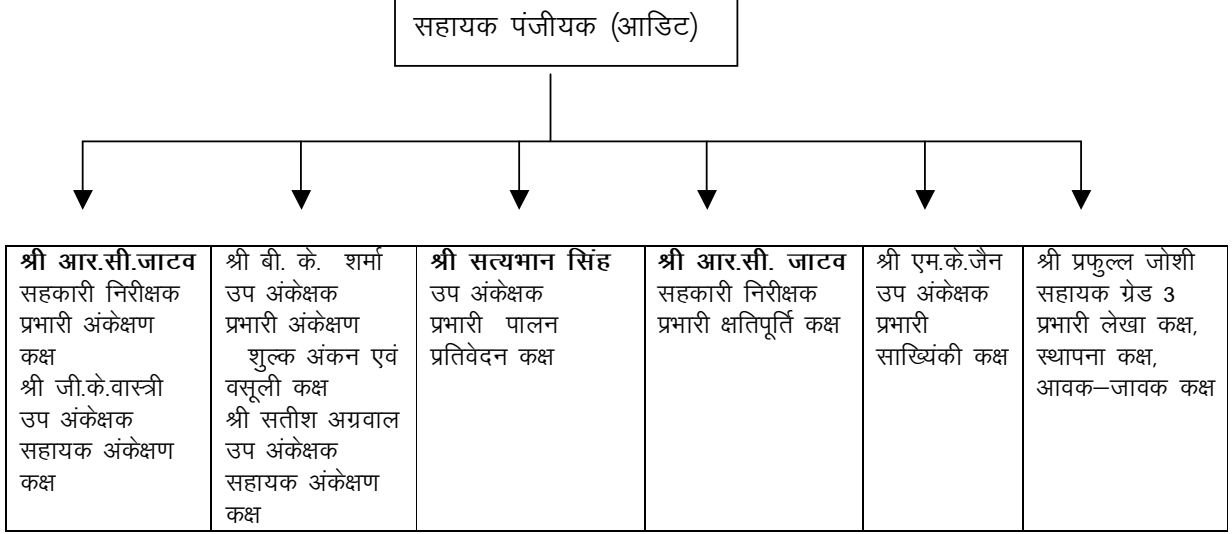 सहायक पंजीयक (आडिट)
श्री आर.सी.जाटव
सहकारी निरीक्षक
प्रभारी अंकेक्षण
कक्ष
श्री जी.के.वास्त्री
उप अंकेक्षक
सहायक अंकेक्षण
कक्ष
श्री बी. के. शर्मा
उप अंकेक्षक
प्रभारी अंकेक्षण
शुल्क अंकन एवं
वसूली कक्ष
श्री सतीश अग्रवाल
उप अंकेक्षक
सहायक अंकेक्षण
कक्ष
श्री सत्यभान सिंह
उप अंकेक्षक
प्रभारी पालन
प्रतिवेदन कक्ष
श्री आर.सी. जाटव
सहकारी निरीक्षक
प्रभारी क्षतिपूर्ति कक्ष
श्री एम.के.जैन
उप अंकेक्षक
प्रभारी
साख्यिंकी कक्ष
श्री प्रफुल्ल जोशी
सहायक ग्रेड 3
प्रभारी लेखा कक्ष,
स्थापना कक्ष,
आवक–जावक कक्ष